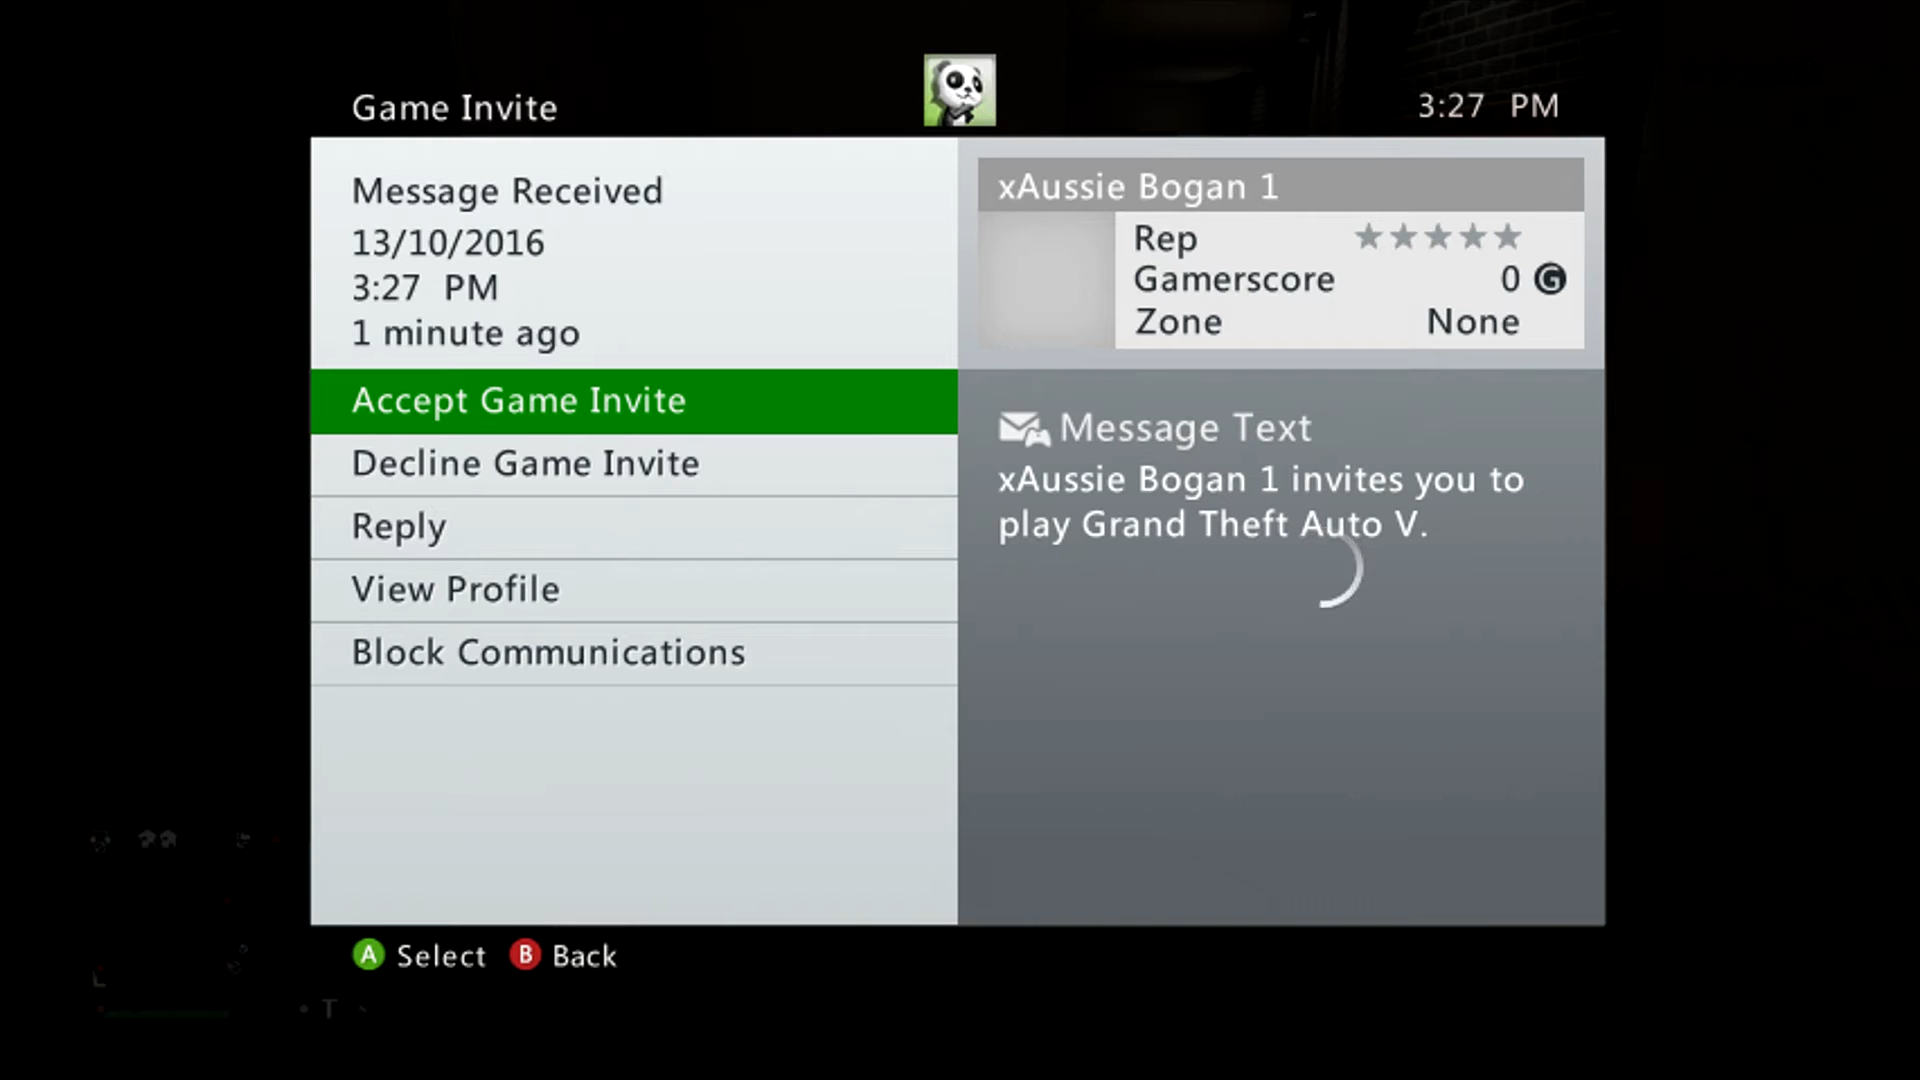 Game Invite
3:27 PM
Message Received
13/10/2016
3:27 PM
1 minute ago
Accept Game Invite
Decline Game Invite
Reply
View Profile
Block Communications
xAussie Bogan 1
Rep
Gamerscore 0 G
Zone None
Message Text
xAussie Bogan 1 invites you to
play Grand Theft Auto V.
A Select B Back